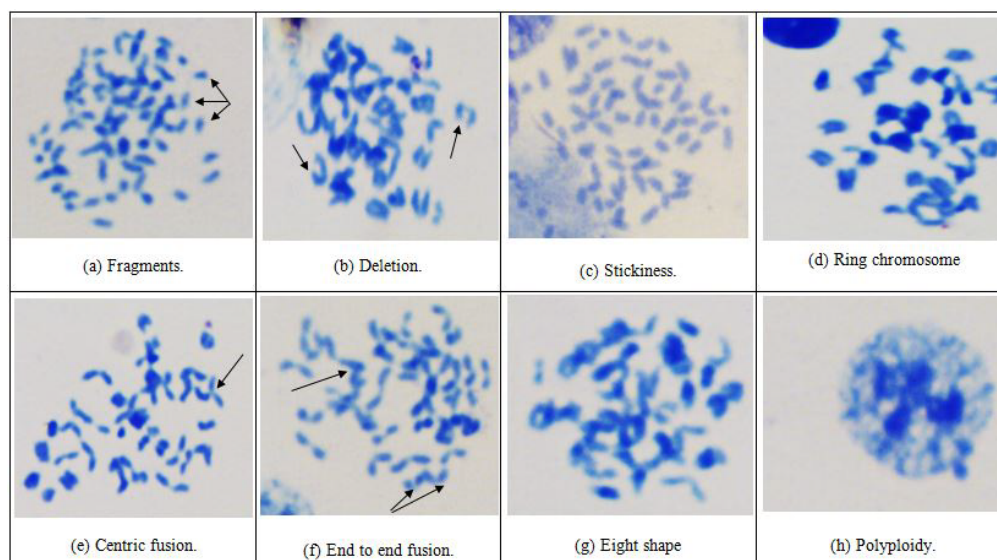 (a) Fragments.
(b) Deletion.
(c) Stickiness.
(d) Ring chromosome
(e) Centric fusion.
(f) End to end fusion.
(g) Eight shape
(h) Polyploidy.